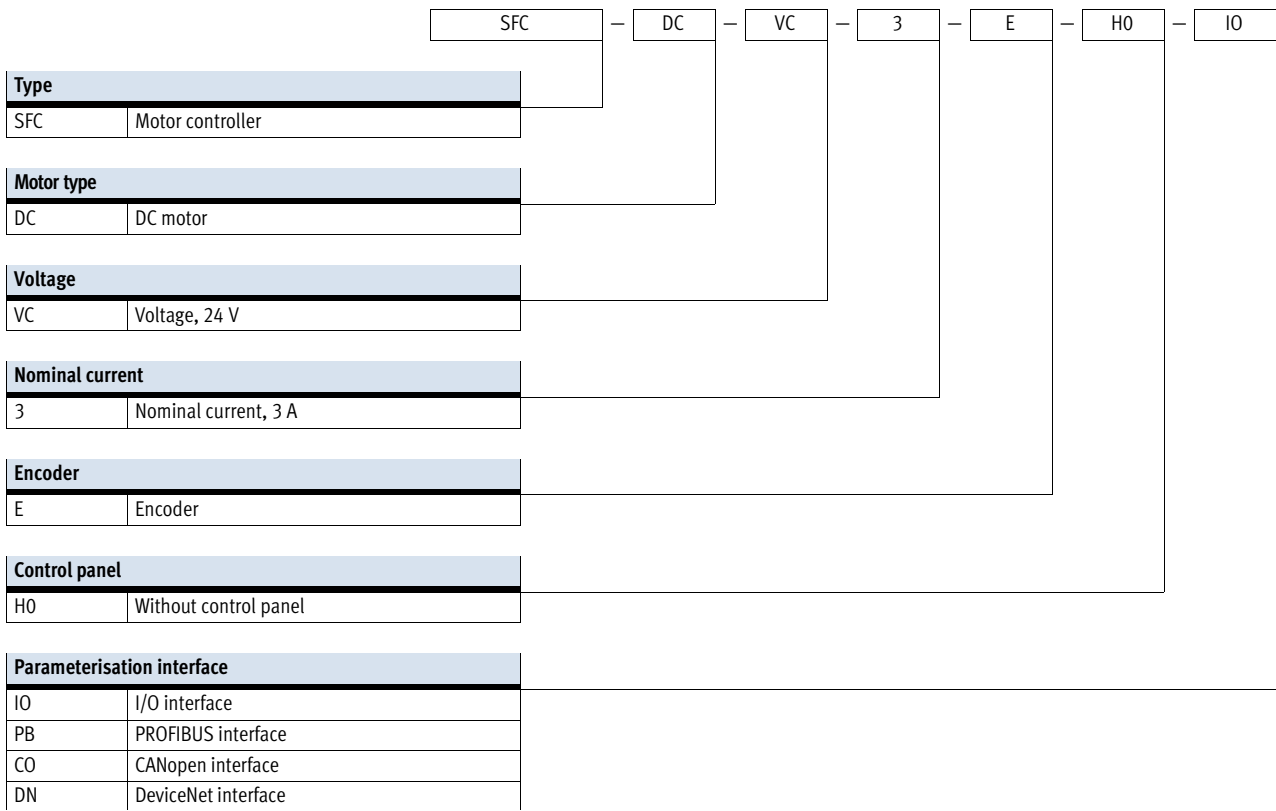 SFC — DC — VC — 3 — E — H0 — IO
Type
SFC Motor controller
Motor type
DC DC motor
Voltage
VC Voltage, 24 V
Nominal current
3 Nominal current, 3 A
Encoder
E Encoder
Control panel
H0 Without control panel
Parameterisation interface
IO I/O interface
PB PROFIBUS interface
CO CANopen interface
DN DeviceNet interface